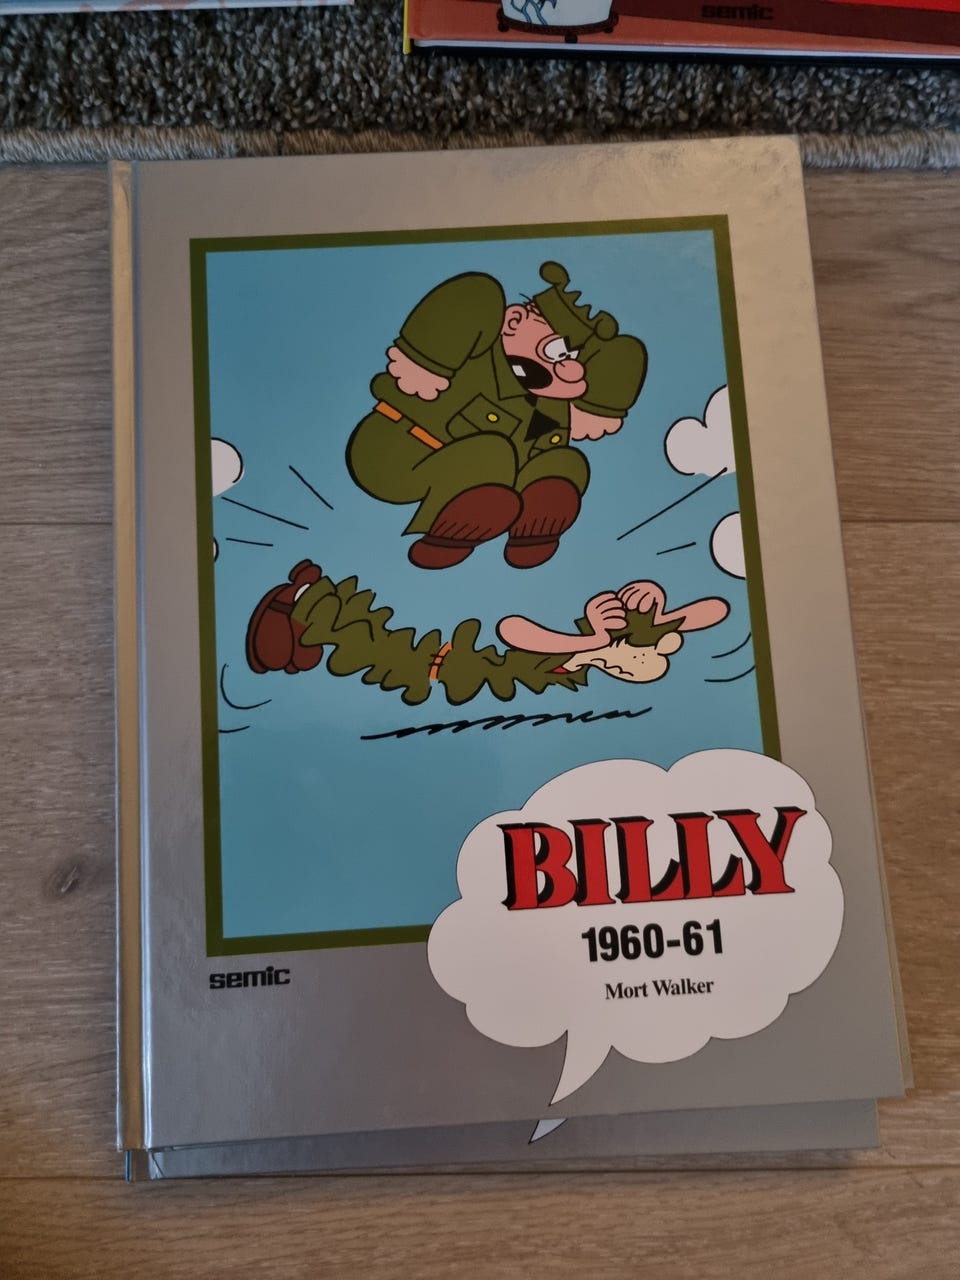 semic
BILLY
1960-61
Mort Walker
semic